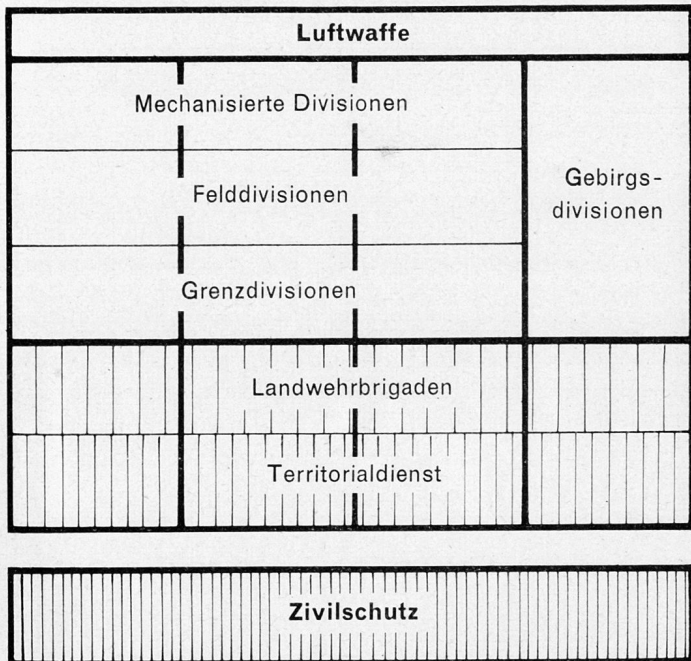 Luftwaffe
Mechanisierte Divisionen
Felddivisionen
Gebirgs-
divisionen
Grenzdivisionen
Landwehrbrigaden
Territorialdienst
Zivilschutz